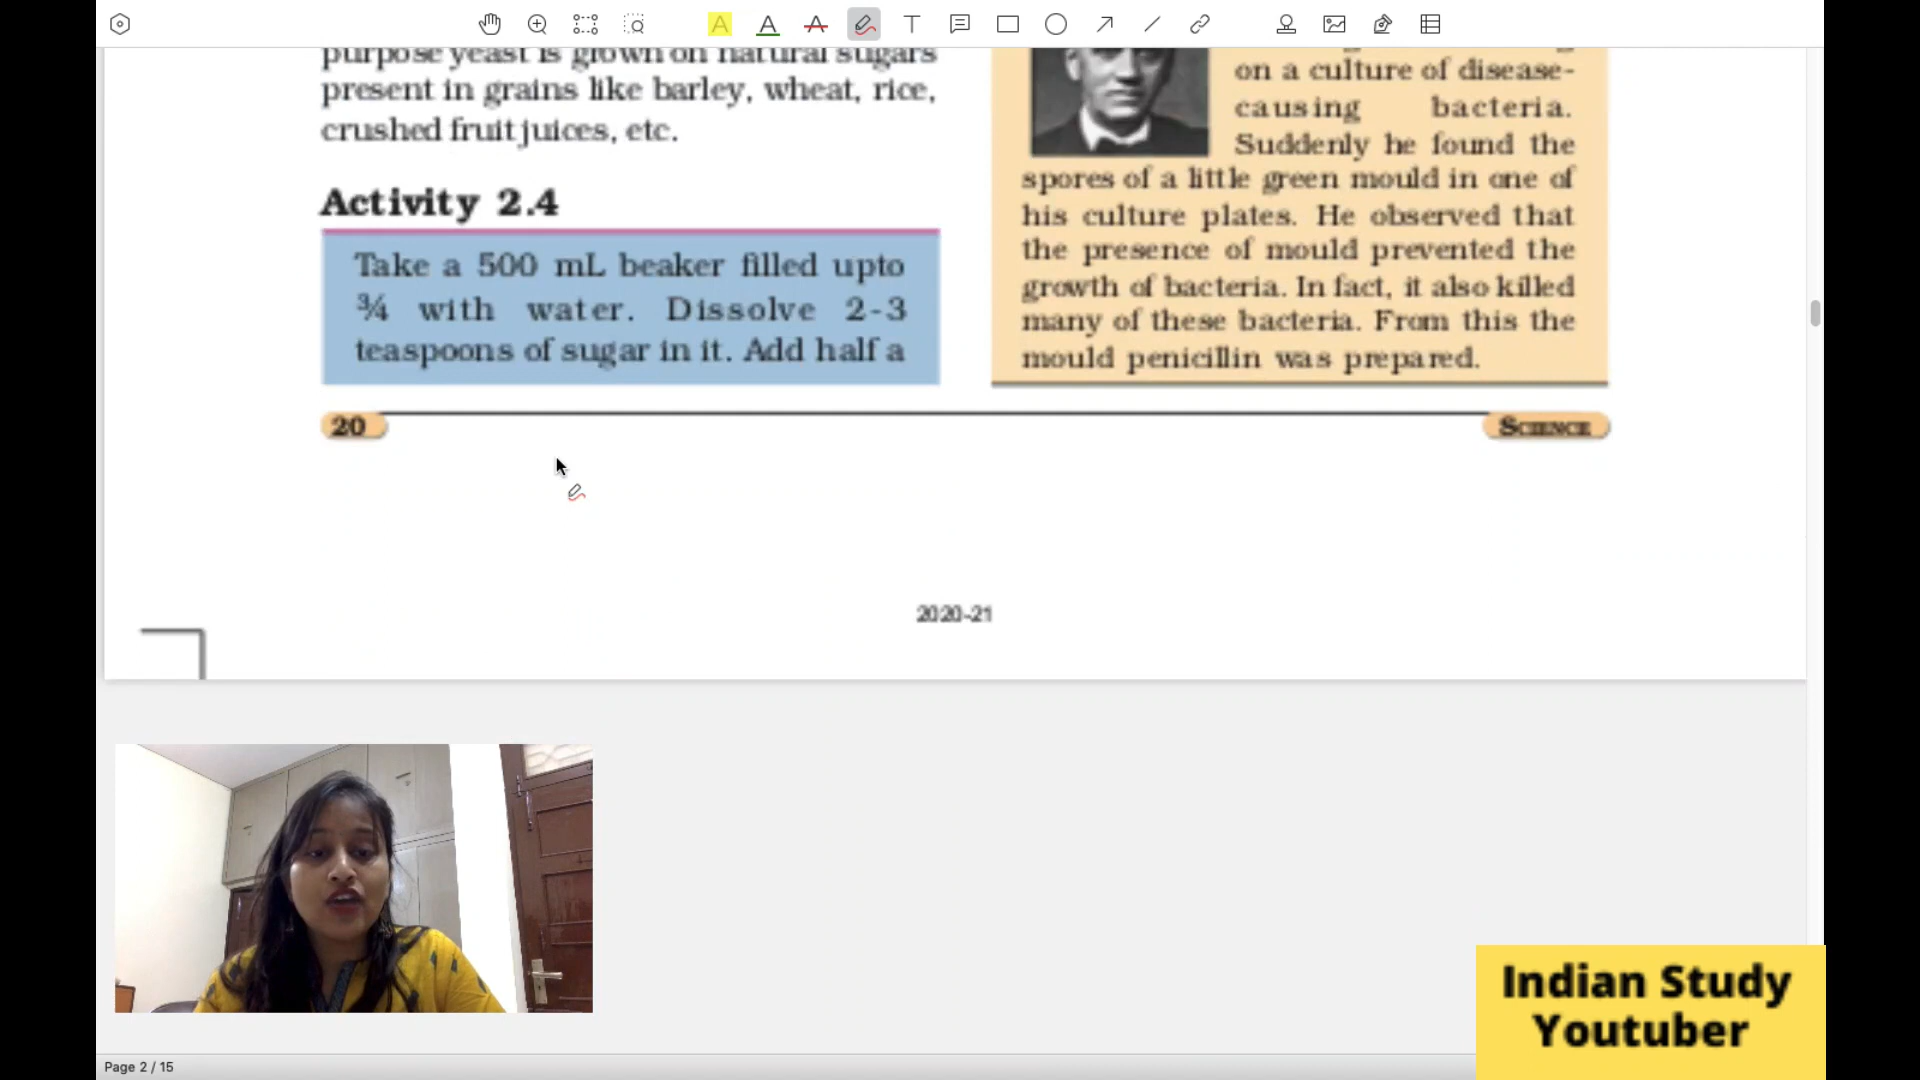 purpose yeast is grown on natural sugars
present in grains like barley, wheat, rice,
crushed fruit juices, etc.
Activity 2.4
Take a 500 mL beaker filled upto
¾ with water. Dissolve 2-3
teaspoons of sugar in it. Add half a
on a culture of disease-
causing bacteria.
Suddenly he found the
spores of a little green mould in one of
his culture plates. He observed that
the presence of mould prevented the
growth of bacteria. In fact, it also killed
many of these bacteria. From this the
mould penicillin was prepared.
20
SCIENCE
2020-21
Indian Study
Youtuber
Page 2 / 15